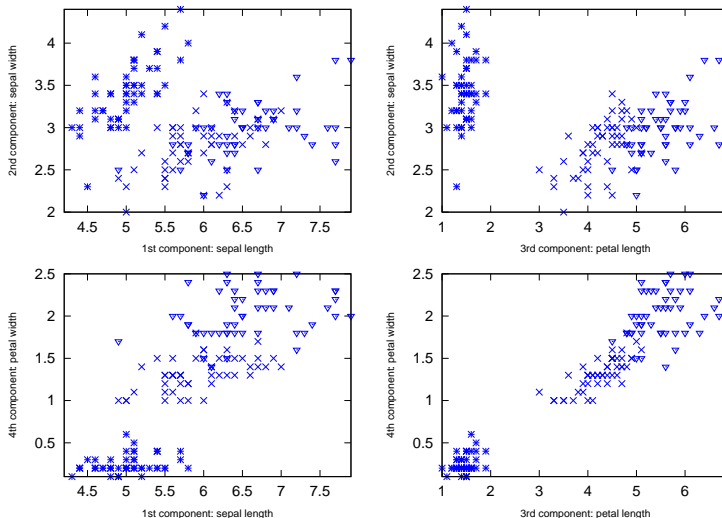 4
3.5
3
2.5
2
4.5 5 5.5 6 6.5 7 7.5
2nd component: sepal width
1st component: sepal length
4
3.5
3
2.5
2
1 2 3 4 5 6
2nd component: sepal width
3rd component: petal length
2.5
2
1.5
1
0.5
4.5 5 5.5 6 6.5 7 7.5
4th component: petal width
1st component: sepal length
2.5
2
1.5
1
0.5
1 2 3 4 5 6
4th component: petal width
3rd component: petal length